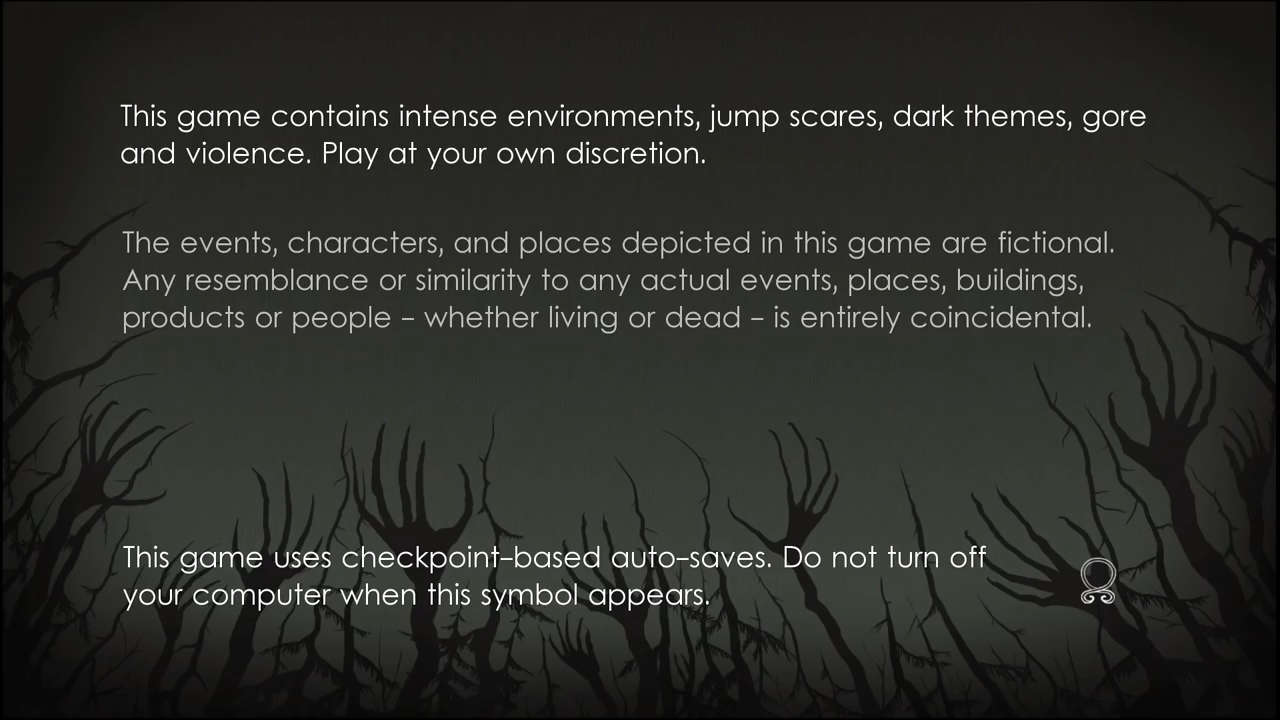 This game contains intense environments, jump scares, dark themes, gore
and violence. Play at your own discretion.
The events, characters, and places depicted in this game are fictional.
Any resemblance or similarity to any actual events, places, buildings,
products or people – whether living or dead – is entirely coincidental.
This game uses checkpoint-based auto-saves. Do not turn off
your computer when this symbol appears.